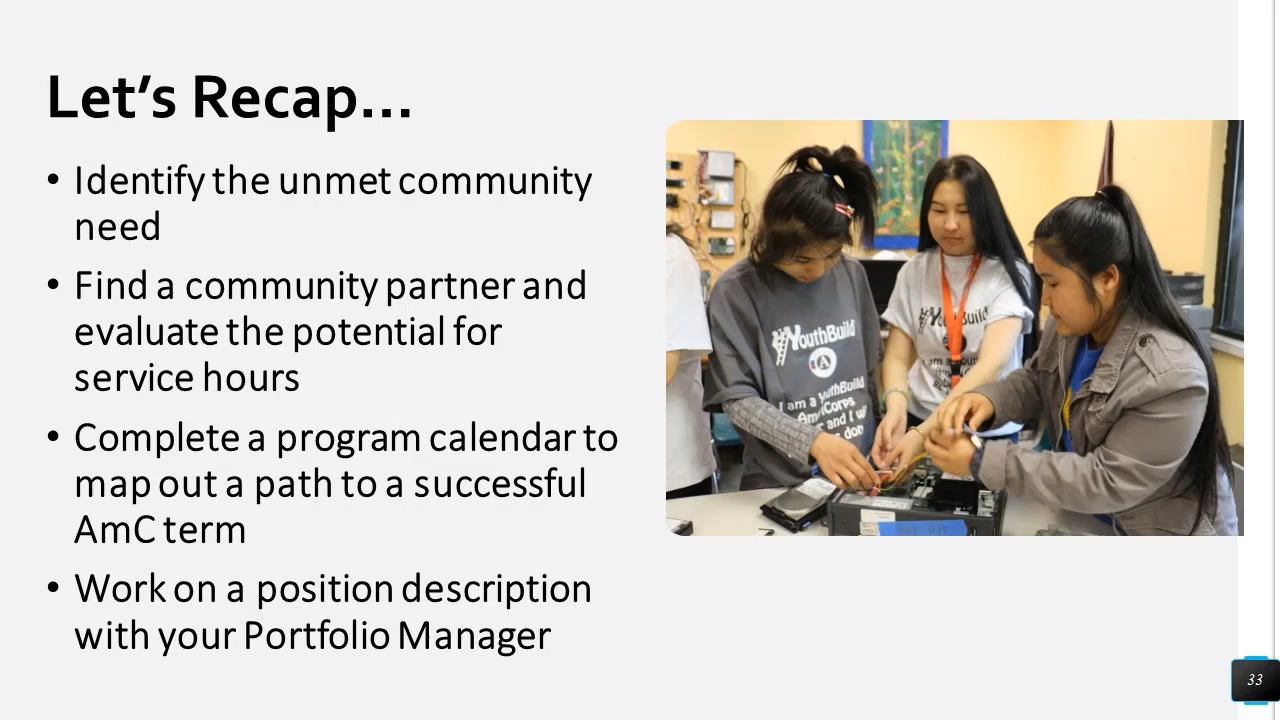 Let's Recap...
• Identify the unmet community
need
• Find a community partner and
evaluate the potential for
service hours
• Complete a program calendar to
map out a path to a successful
AmC term
• Work on a position description
with your Portfolio Manager
YouthBuild
I am a YouthBuild
AmeriCorps
and I
don
YouthBuild
33